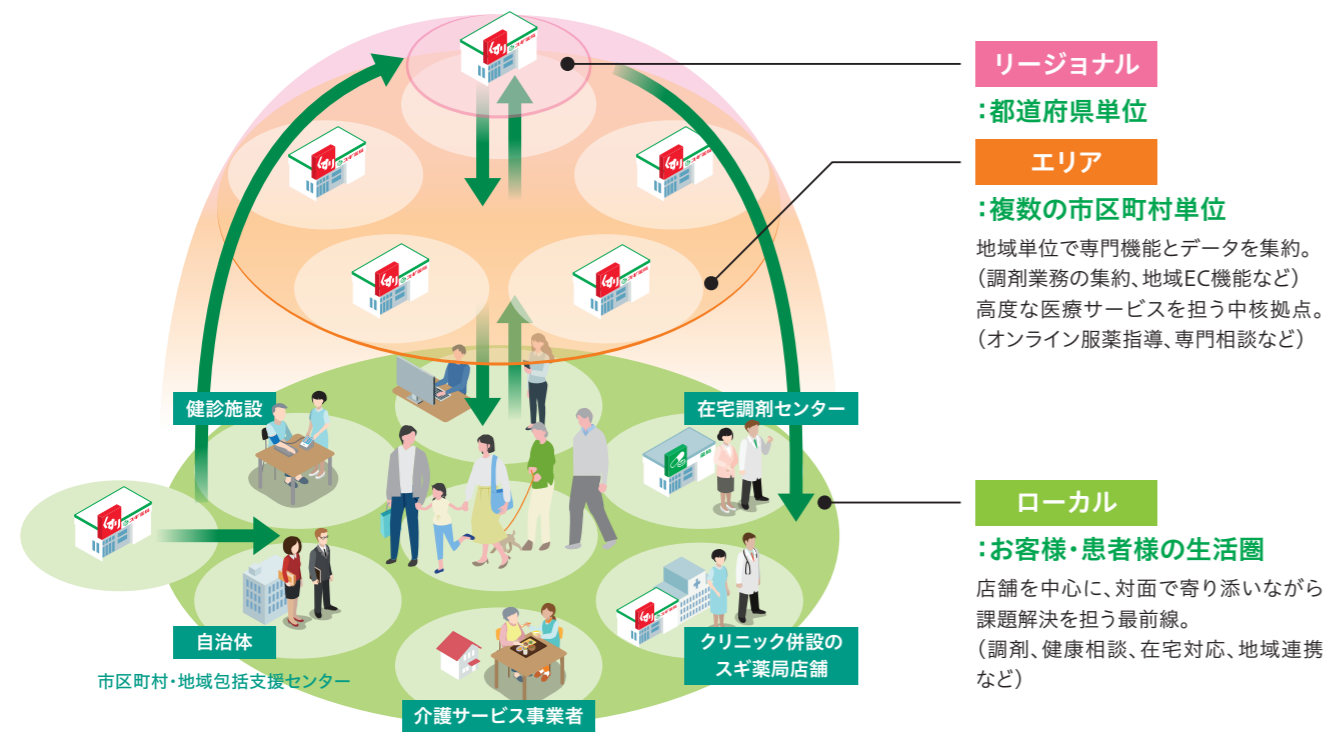 リージョナル
:都道府県単位
エリア
:複数の市区町村単位
地域単位で専門機能とデータを集約。
(調剤業務の集約、地域EC機能など)
高度な医療サービスを担う中核拠点。
(オンライン服薬指導、専門相談など)
健診施設
在宅調剤センター
ローカル
:お客様・患者様の生活圏
店舗を中心に、対面で寄り添いながら
課題解決を担う最前線。
(調剤、健康相談、在宅対応、地域連携
など)
自治体
市区町村・地域包括支援センター
クリニック併設の
スギ薬局店舗
介護サービス事業者